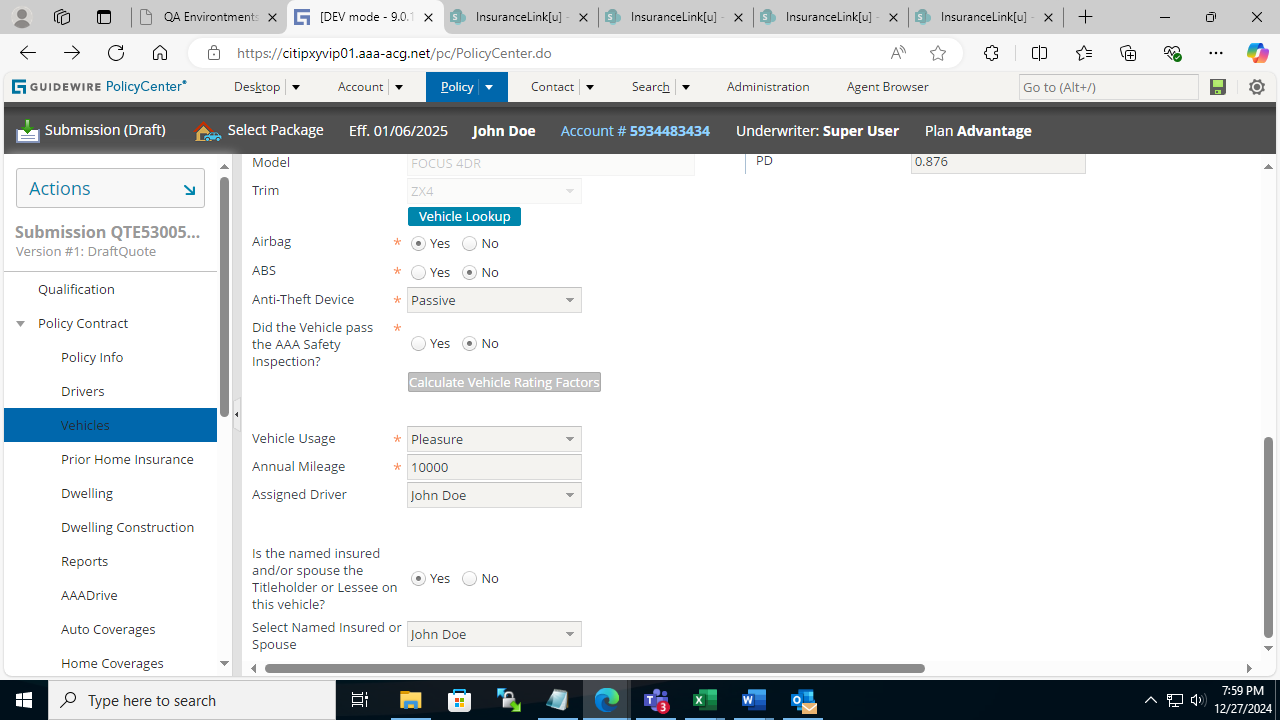 QA Environtments
[DEV mode - 9.0.1
InsuranceLink[u] -
InsuranceLink[u] -
InsuranceLink[u] -
InsuranceLink[u] -
https://citipxyvip01.aaa-acg.net/pc/PolicyCenter.do
GUIDEWIRE PolicyCenter®
Desktop
Account
Policy
Contact
Search
Administration
Agent Browser
Go to (Alt+/)
Submission (Draft)
Select Package
Eff. 01/06/2025
John Doe
Account # 5934483434
Underwriter: Super User
Plan Advantage
Actions
Submission QTE53005...
Version #1: DraftQuote
Qualification
Policy Contract
Policy Info
Drivers
Vehicles
Prior Home Insurance
Dwelling
Dwelling Construction
Reports
AAADrive
Auto Coverages
Home Coverages
Model FOCUS 4DR
PD 0.876
Trim ZX4
Vehicle Lookup
Airbag * Yes No
ABS * Yes No
Anti-Theft Device * Passive
Did the Vehicle pass *
the AAA Safety Yes No
Inspection?
Calculate Vehicle Rating Factors
Vehicle Usage * Pleasure
Annual Mileage * 10000
Assigned Driver John Doe
Is the named insured
and/or spouse the Yes No
Titleholder or Lessee on
this vehicle?
Select Named Insured or John Doe
Spouse
Type here to search
3
7:59 PM
12/27/2024